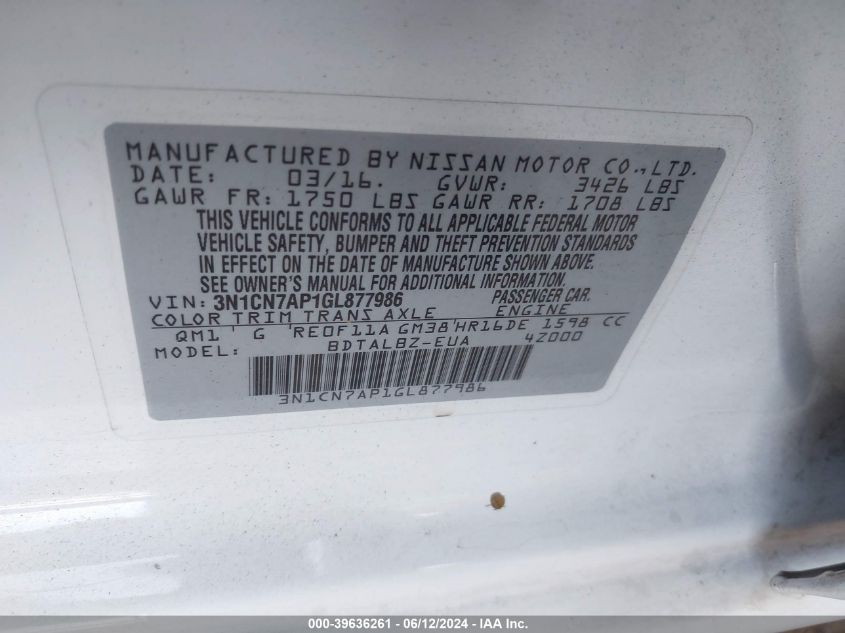 MANUFACTURED BY NISSAN MOTOR CO., LTD.
DATE: 03/16. GVWR: 3426 LBS
GAWR FR: 1750 LBS GAWR RR: 1708 LBS
THIS VEHICLE CONFORMS TO ALL APPLICABLE FEDERAL MOTOR
VEHICLE SAFETY, BUMPER AND THEFT PREVENTION STANDARDS
IN EFFECT ON THE DATE OF MANUFACTURE SHOWN ABOVE.
SEE OWNER'S MANUAL FOR ADDITIONAL INFORMATION.
VIN: 3N1CN7AP1GL877986 PASSENGER CAR.
COLOR TRIM TRANS AXLE ENGINE
QM1 ' G 'RE0F11A GM38'HR16DE 1598 CC
MODEL: BDTALBZ-EUA 4Z000
3N1CN7AP1GL877986
000-39636261 - 06/12/2024 - IAA Inc.